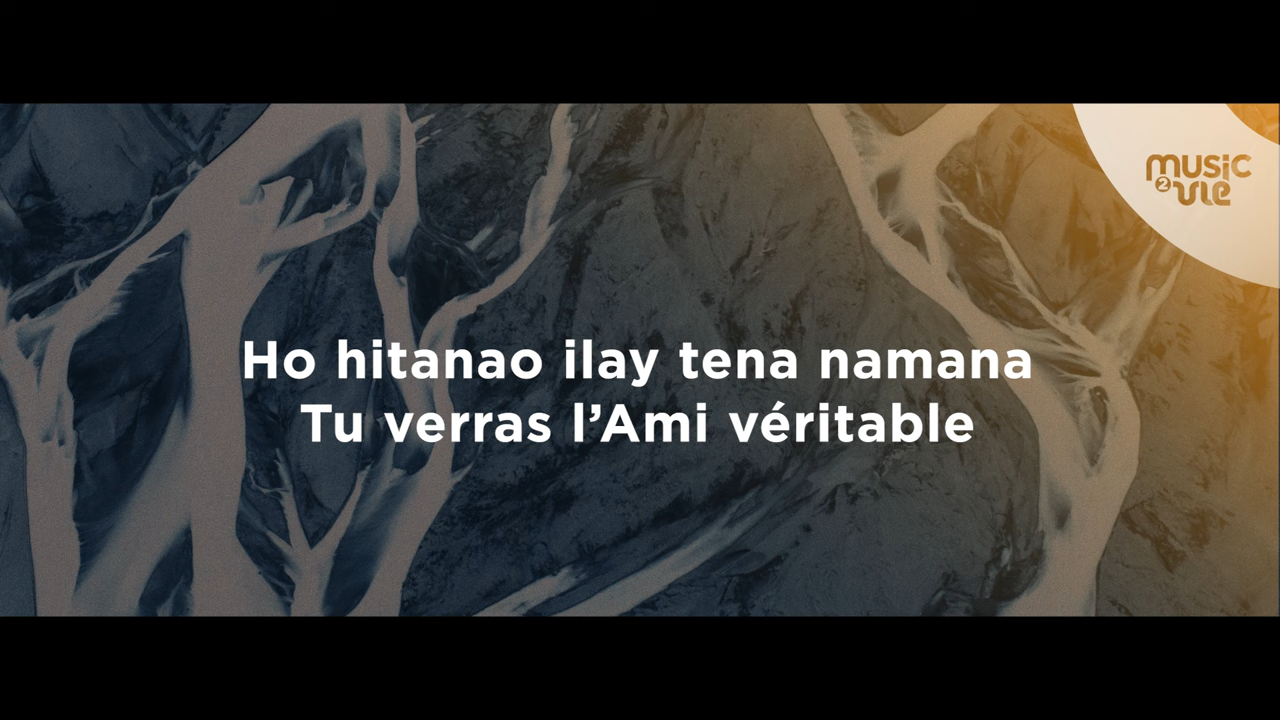 music
2 vie
Ho hitanao ilay tena namana
Tu verras l’Ami véritable